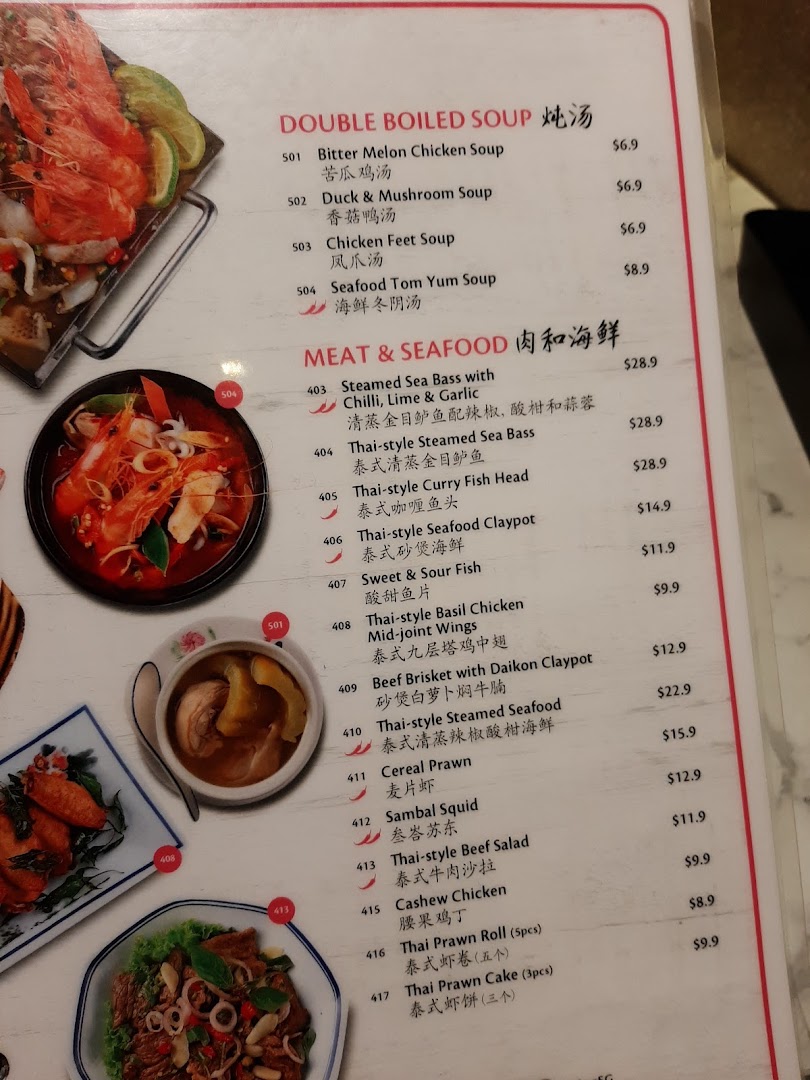 DOUBLE BOILED SOUP 炖汤
501 Bitter Melon Chicken Soup $6.9
苦瓜鸡汤
502 Duck & Mushroom Soup $6.9
香菇鸭汤
503 Chicken Feet Soup $6.9
凤爪汤
504 Seafood Tom Yum Soup $8.9
海鲜冬阴汤
MEAT & SEAFOOD 肉和海鲜
403 Steamed Sea Bass with $28.9
Chilli, Lime & Garlic
清蒸金目鲈鱼配辣椒, 酸柑和蒜蓉
404 Thai-style Steamed Sea Bass $28.9
泰式清蒸金目鲈鱼
405 Thai-style Curry Fish Head $28.9
泰式咖喱鱼头
406 Thai-style Seafood Claypot $14.9
泰式砂煲海鲜
407 Sweet & Sour Fish $11.9
酸甜鱼片
408 Thai-style Basil Chicken $9.9
Mid-joint Wings
泰式九层塔鸡中翅
409 Beef Brisket with Daikon Claypot $12.9
砂煲白萝卜焖牛腩
410 Thai-style Steamed Seafood $22.9
泰式清蒸辣椒酸柑海鲜
411 Cereal Prawn $15.9
麦片虾
412 Sambal Squid $12.9
叁峇苏东
413 Thai-style Beef Salad $11.9
泰式牛肉沙拉
415 Cashew Chicken $9.9
腰果鸡丁
416 Thai Prawn Roll (5pcs) $8.9
泰式虾卷(五个)
417 Thai Prawn Cake (3pcs) $9.9
泰式虾饼(三个)
504
501
408
413
SG